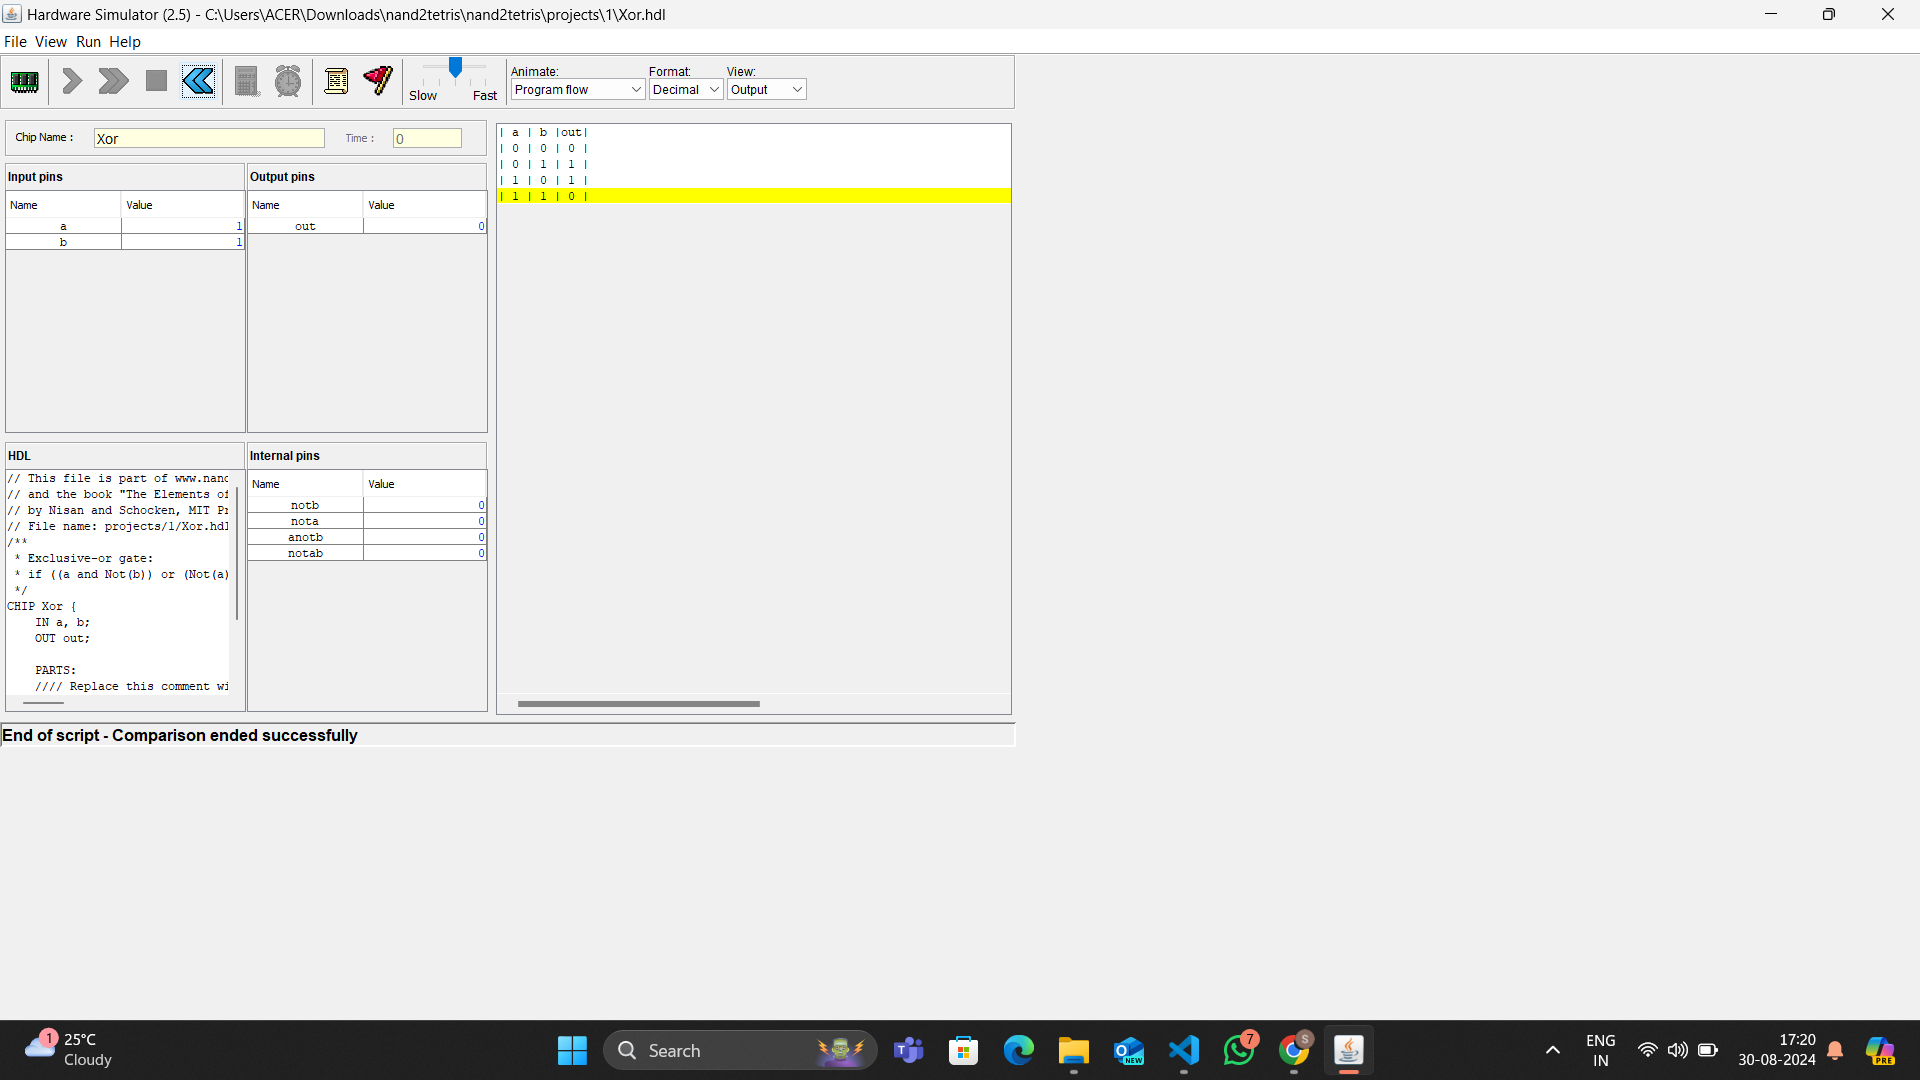 Hardware Simulator (2.5) - C:\Users\ACER\Downloads\nand2tetris\nand2tetris\projects\1\Xor.hdl
File View Run Help
Slow Fast
Animate: Format: View:
Program flow Decimal Output
Chip Name : Xor Time : 0
Input pins
Name Value
a 1
b 1
Output pins
Name Value
out 0
| a | b |out|
| 0 | 0 | 0 |
| 0 | 1 | 1 |
| 1 | 0 | 1 |
| 1 | 1 | 0 |
HDL
// This file is part of www.nand
// and the book "The Elements of
// by Nisan and Schocken, MIT Pr
// File name: projects/1/Xor.hdl
/**
* Exclusive-or gate:
* if ((a and Not(b)) or (Not(a)
*/
CHIP Xor {
IN a, b;
OUT out;
PARTS:
//// Replace this comment wi
Internal pins
Name Value
notb 0
nota 0
anotb 0
notab 0
End of script - Comparison ended successfully
1
25°C
Cloudy
Search
NEW
7
S
ENG
IN
17:20
30-08-2024
PRE